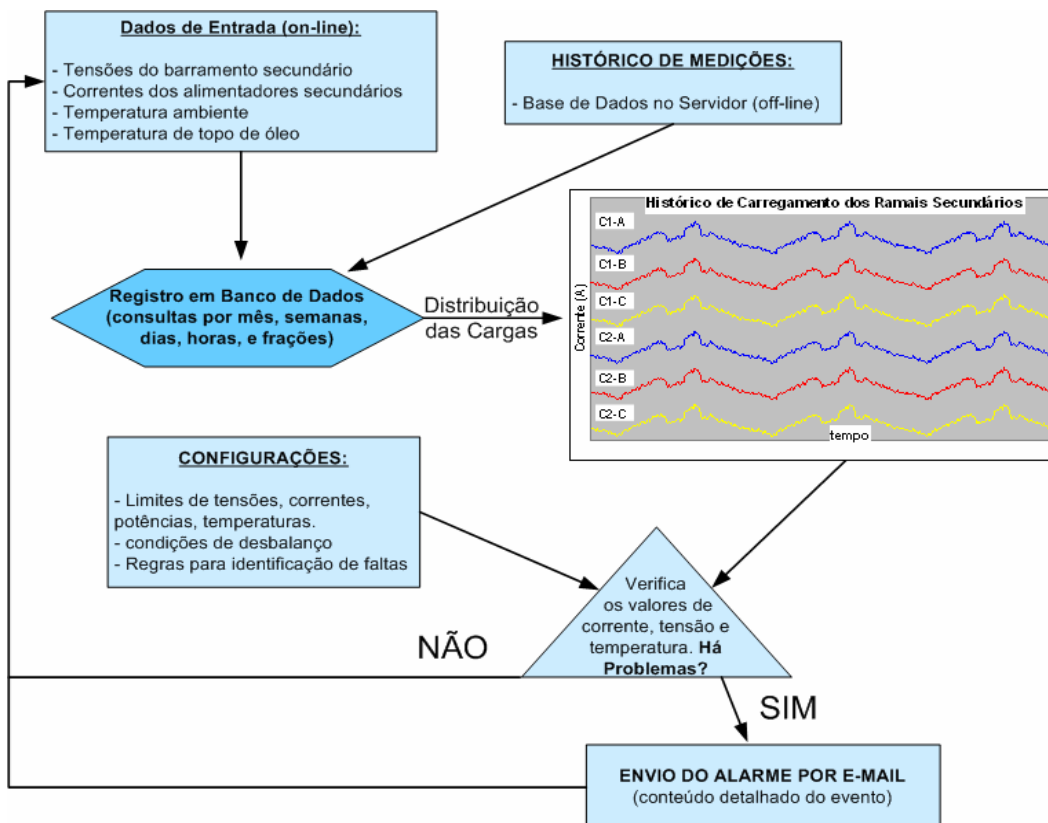 Dados de Entrada (on-line):
- Tensões do barramento secundário
- Correntes dos alimentadores secundários
- Temperatura ambiente
- Temperatura de topo de óleo
HISTÓRICO DE MEDIÇÕES:
- Base de Dados no Servidor (off-line)
Registro em Banco de Dados
(consultas por mês, semanas,
dias, horas, e frações)
Distribuição
das Cargas
Histórico de Carregamento dos Ramais Secundários
C1-A
C1-B
C1-C
C2-A
C2-B
C2-C
Corrente (A)
tempo
CONFIGURAÇÕES:
- Limites de tensões, correntes,
potências, temperaturas.
- condições de desbalanço
- Regras para identificação de faltas
Verifica
os valores de
corrente, tensão e
temperatura. Há
Problemas?
NÃO
SIM
ENVIO DO ALARME POR E-MAIL
(conteúdo detalhado do evento)